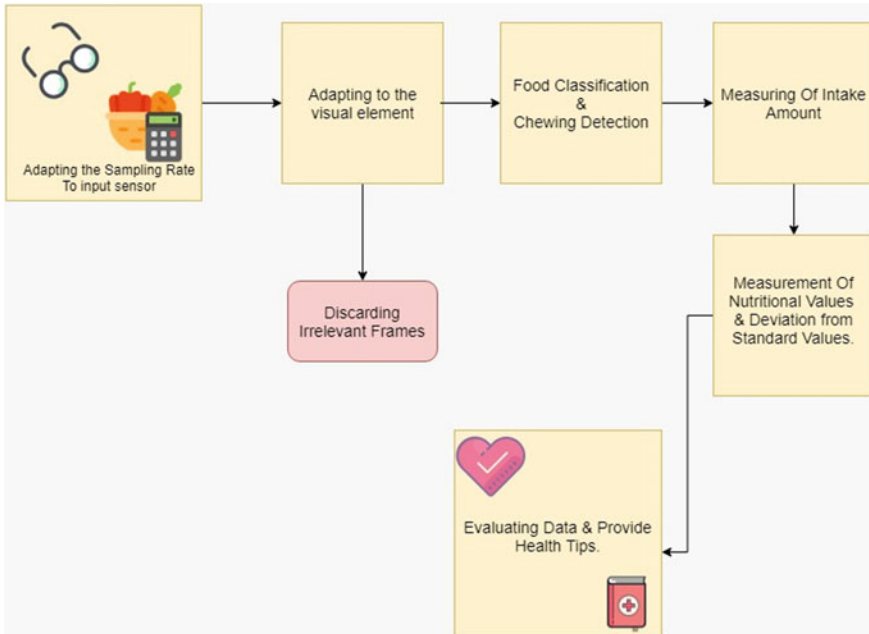 Adapting the Sampling Rate
To input sensor
Adapting to the
visual element
Food Classification
&
Chewing Detection
Measuring Of Intake
Amount
Discarding
Irrelevant Frames
Measurement Of
Nutritional Values
& Deviation from
Standard Values.
Evaluating Data & Provide
Health Tips.